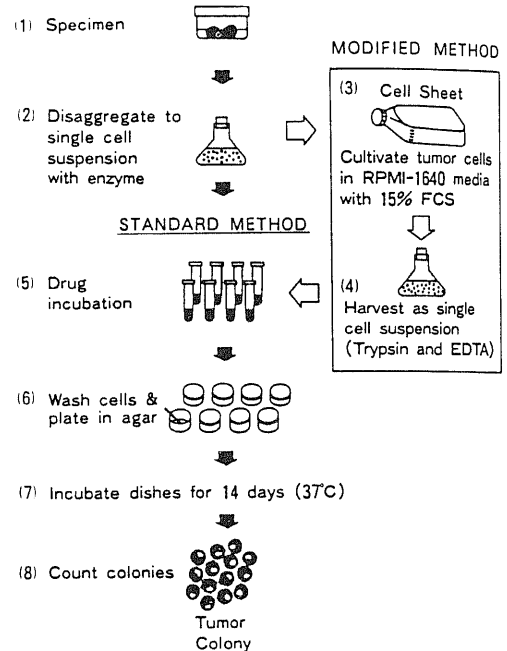 (1) Specimen
(2) Disaggregate to
single cell
suspension
with enzyme
MODIFIED METHOD
(3) Cell Sheet
Cultivate tumor cells
in RPMI-1640 media
with 15% FCS
(4)
Harvest as single
cell suspension
(Trypsin and EDTA)
STANDARD METHOD
(5) Drug
incubation
(6) Wash cells &
plate in agar
(7) Incubate dishes for 14 days (37°C)
(8) Count colonies
Tumor
Colony